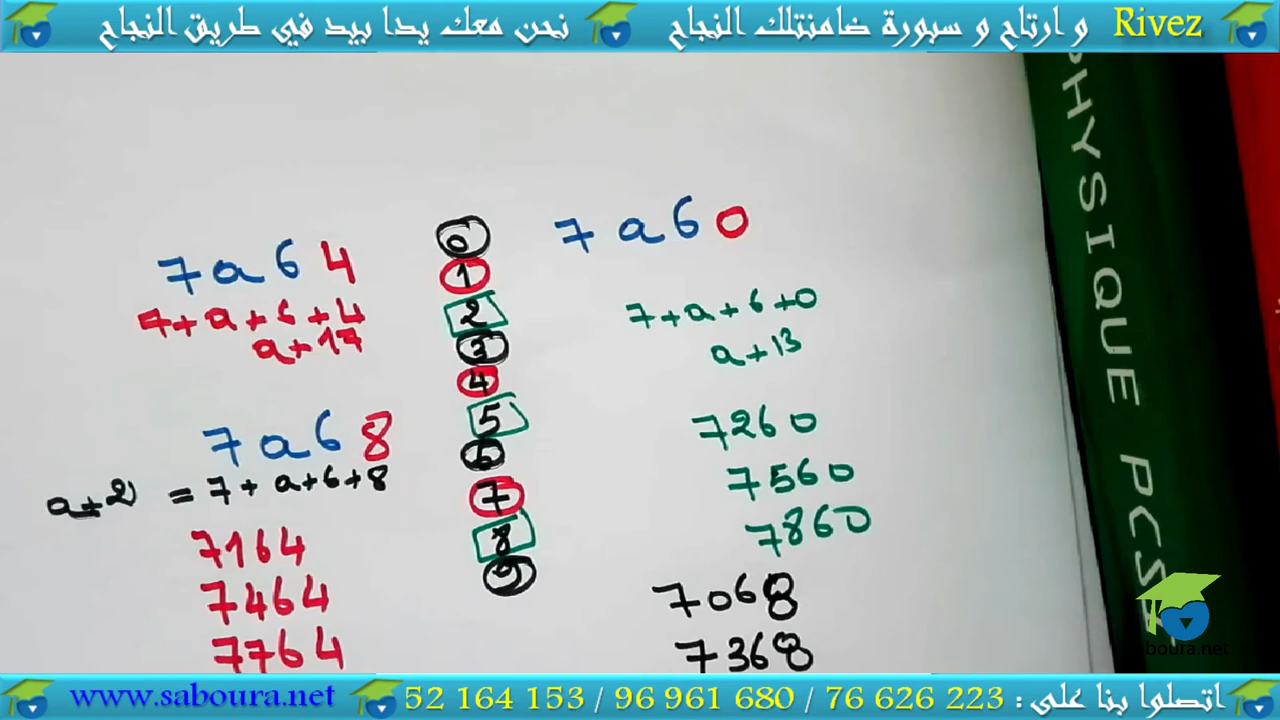 نحن معك يدا بيد في طريق النجاح
و ارتاح و سبورة ضامنتلك النجاح
Rivez
7a64
7+a+6+4
a+17
7a68
a+21 = 7+a+6+8
7164
7464
7764
0
1
2
3
4
5
6
7
8
9
7a60
7+a+6+0
a+13
7260
7560
7860
7068
7368
PHYSIQUE PCSI
saboura.net
www.saboura.net
52 164 153 / 96 961 680 / 76 626 223 : اتصلوا بنا على